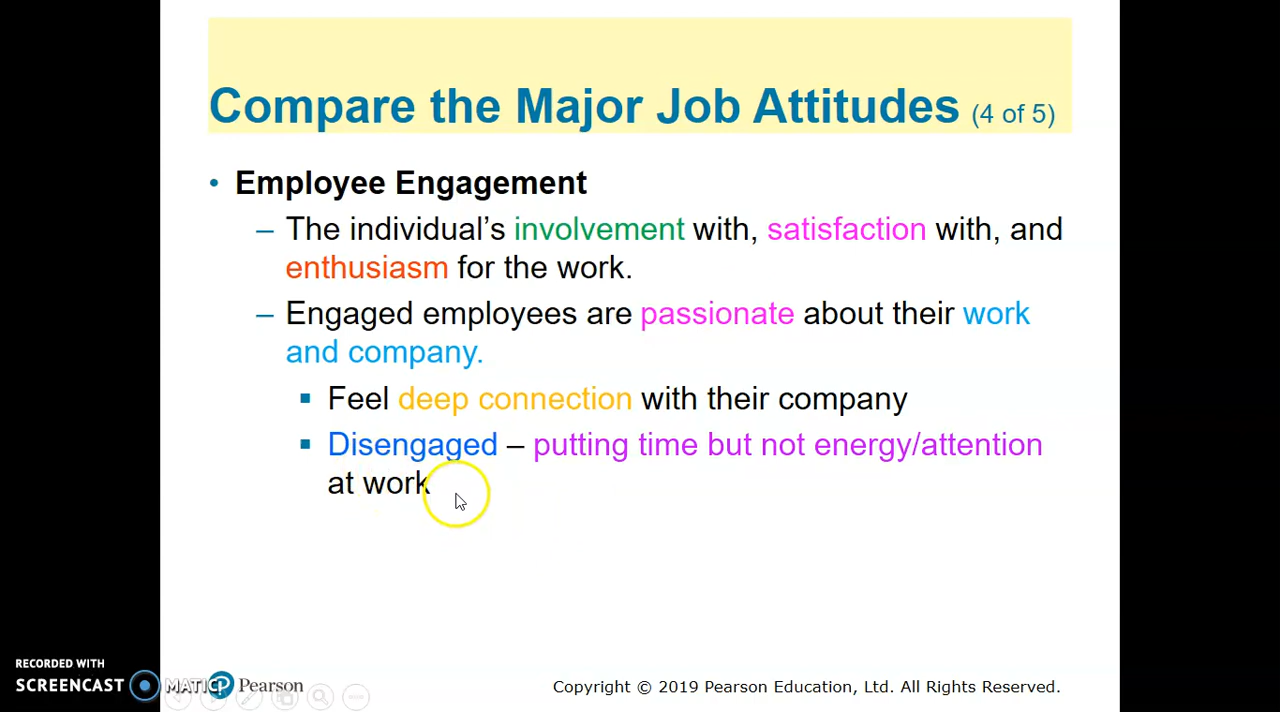 Compare the Major Job Attitudes (4 of 5)
• Employee Engagement
– The individual’s involvement with, satisfaction with, and
enthusiasm for the work.
– Engaged employees are passionate about their work
and company.
▪ Feel deep connection with their company
▪ Disengaged – putting time but not energy/attention
at work
RECORDED WITH
SCREENCAST MATIC
Pearson
Copyright © 2019 Pearson Education, Ltd. All Rights Reserved.